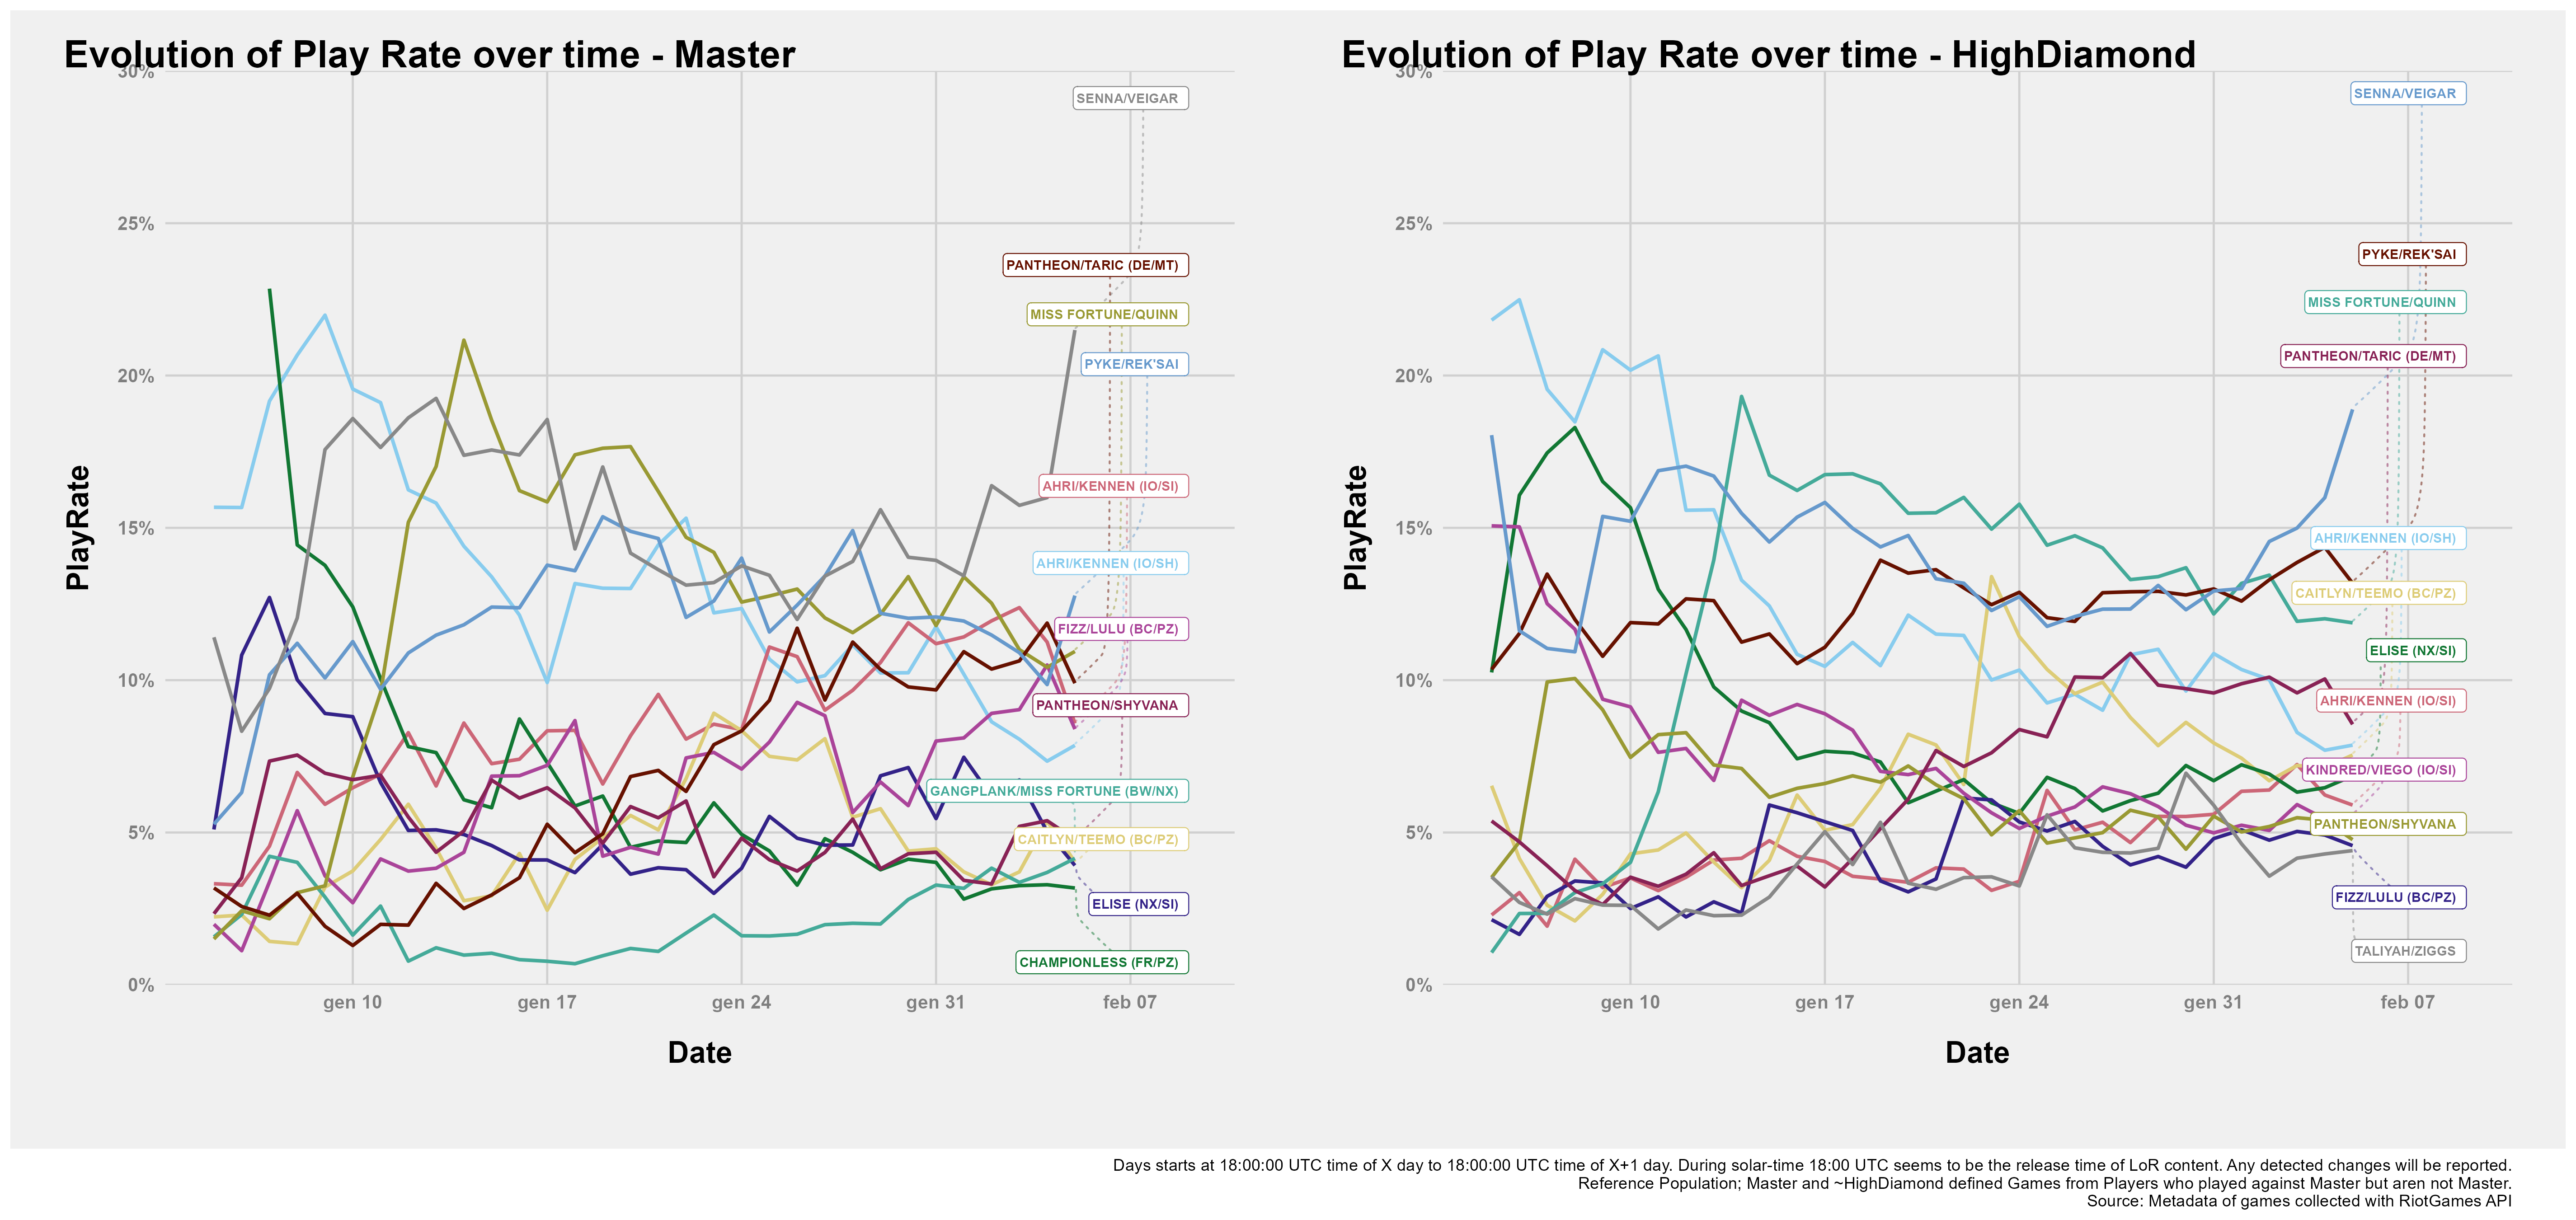 Evolution of Play Rate over time - Master
30%
25%
20%
15%
10%
5%
0%
PlayRate
SENNA/VEIGAR
PANTHEON/TARIC (DE/MT)
MISS FORTUNE/QUINN
PYKE/REK'SAI
AHRI/KENNEN (IO/SI)
AHRI/KENNEN (IO/SH)
FIZZ/LULU (BC/PZ)
PANTHEON/SHYVANA
GANGPLANK/MISS FORTUNE (BW/NX)
CAITLYN/TEEMO (BC/PZ)
ELISE (NX/SI)
CHAMPIONLESS (FR/PZ)
gen 10 gen 17 gen 24 gen 31 feb 07
Date
Evolution of Play Rate over time - HighDiamond
30%
25%
20%
15%
10%
5%
0%
PlayRate
SENNA/VEIGAR
PYKE/REK'SAI
MISS FORTUNE/QUINN
PANTHEON/TARIC (DE/MT)
AHRI/KENNEN (IO/SH)
CAITLYN/TEEMO (BC/PZ)
ELISE (NX/SI)
AHRI/KENNEN (IO/SI)
KINDRED/VIEGO (IO/SI)
PANTHEON/SHYVANA
FIZZ/LULU (BC/PZ)
TALIYAH/ZIGGS
gen 10 gen 17 gen 24 gen 31 feb 07
Date
Days starts at 18:00:00 UTC time of X day to 18:00:00 UTC time of X+1 day. During solar-time 18:00 UTC seems to be the release time of LoR content. Any detected changes will be reported.
Reference Population; Master and ~HighDiamond defined Games from Players who played against Master but aren not Master.
Source: Metadata of games collected with RiotGames API